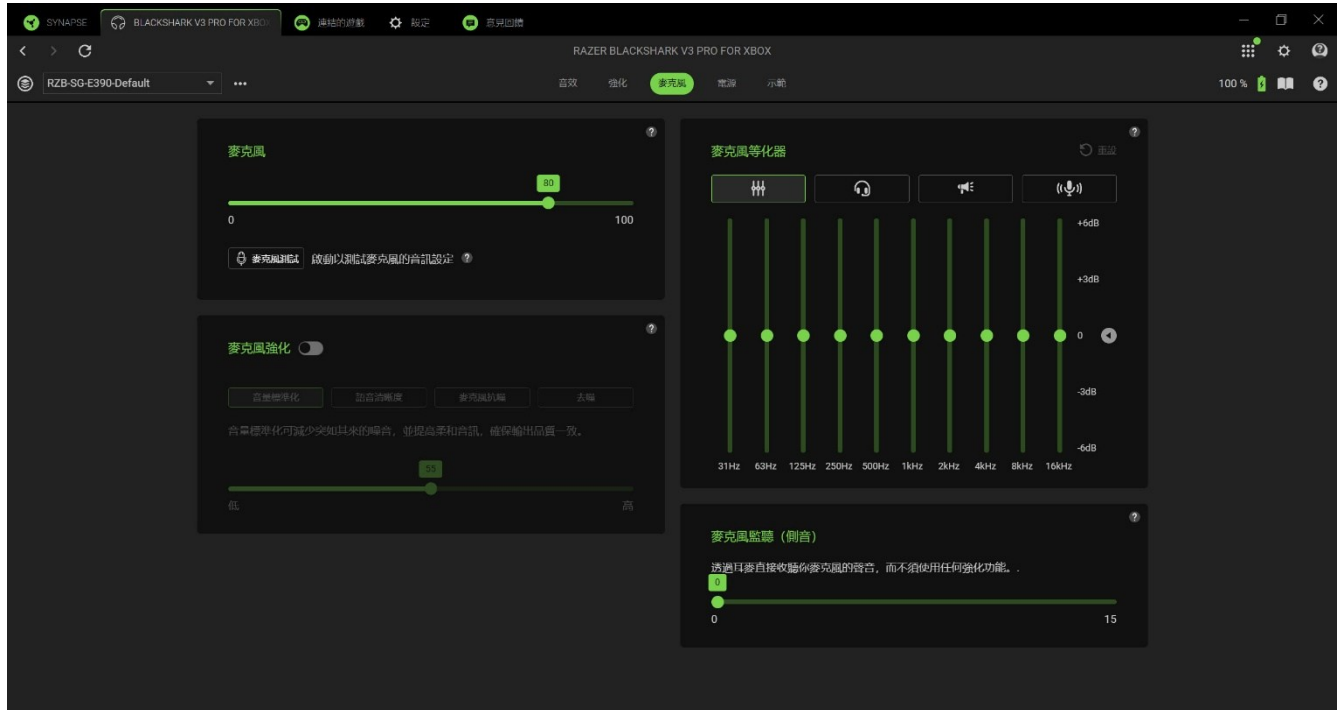 SYNAPSE
BLACKSHARK V3 PRO FOR XBO
連結的遊戲
設定
意見回饋
RAZER BLACKSHARK V3 PRO FOR XBOX
RZB-SG-E390-Default
音效 強化 麥克風 電源 示範
100 %
麥克風
80
0 100
麥克風測試 啟動以測試麥克風的音訊設定
麥克風強化
音量標準化 語音清晰度 麥克風抗噪 去噪
音量標準化可減少突如其來的噪音，並提高柔和音訊，確保輸出品質一致。
55
低 高
麥克風等化器
重設
+6dB
+3dB
0
-3dB
-6dB
31Hz 63Hz 125Hz 250Hz 500Hz 1kHz 2kHz 4kHz 8kHz 16kHz
麥克風監聽（側音）
透過耳麥直接收聽你麥克風的聲音，而不須使用任何強化功能。.
0
0 15